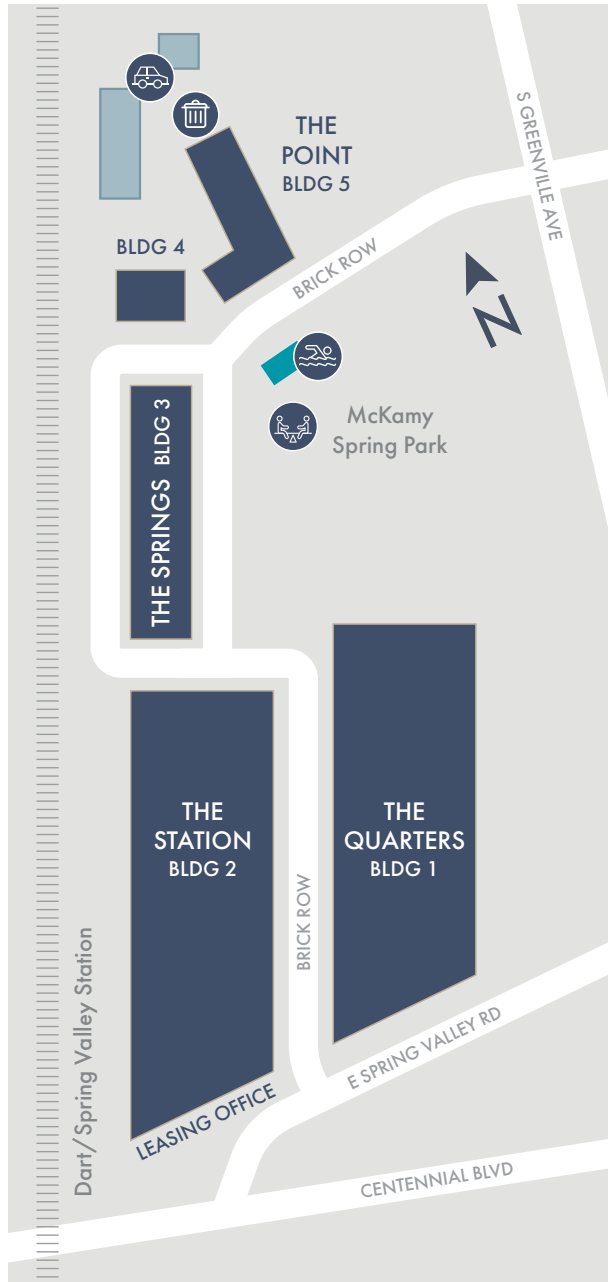 THE
POINT
BLDG 5
S GREENVILLE AVE
BLDG 4
BRICK ROW
N
THE SPRINGS BLDG 3
McKamy
Spring Park
THE
STATION
BLDG 2
THE
QUARTERS
BLDG 1
BRICK ROW
Dart/Spring Valley Station
E SPRING VALLEY RD
LEASING OFFICE
CENTENNIAL BLVD